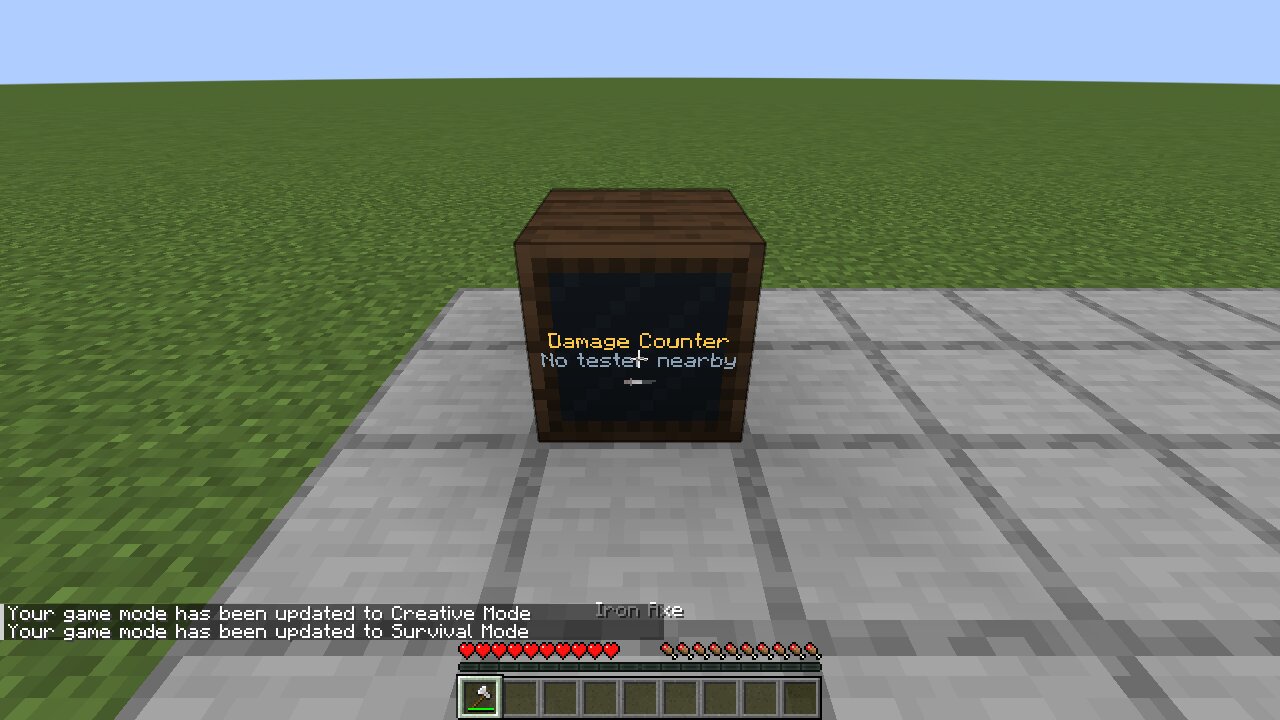 Damage Counter
No tester nearby
Iron Axe
Your game mode has been updated to Creative Mode
Your game mode has been updated to Survival Mode